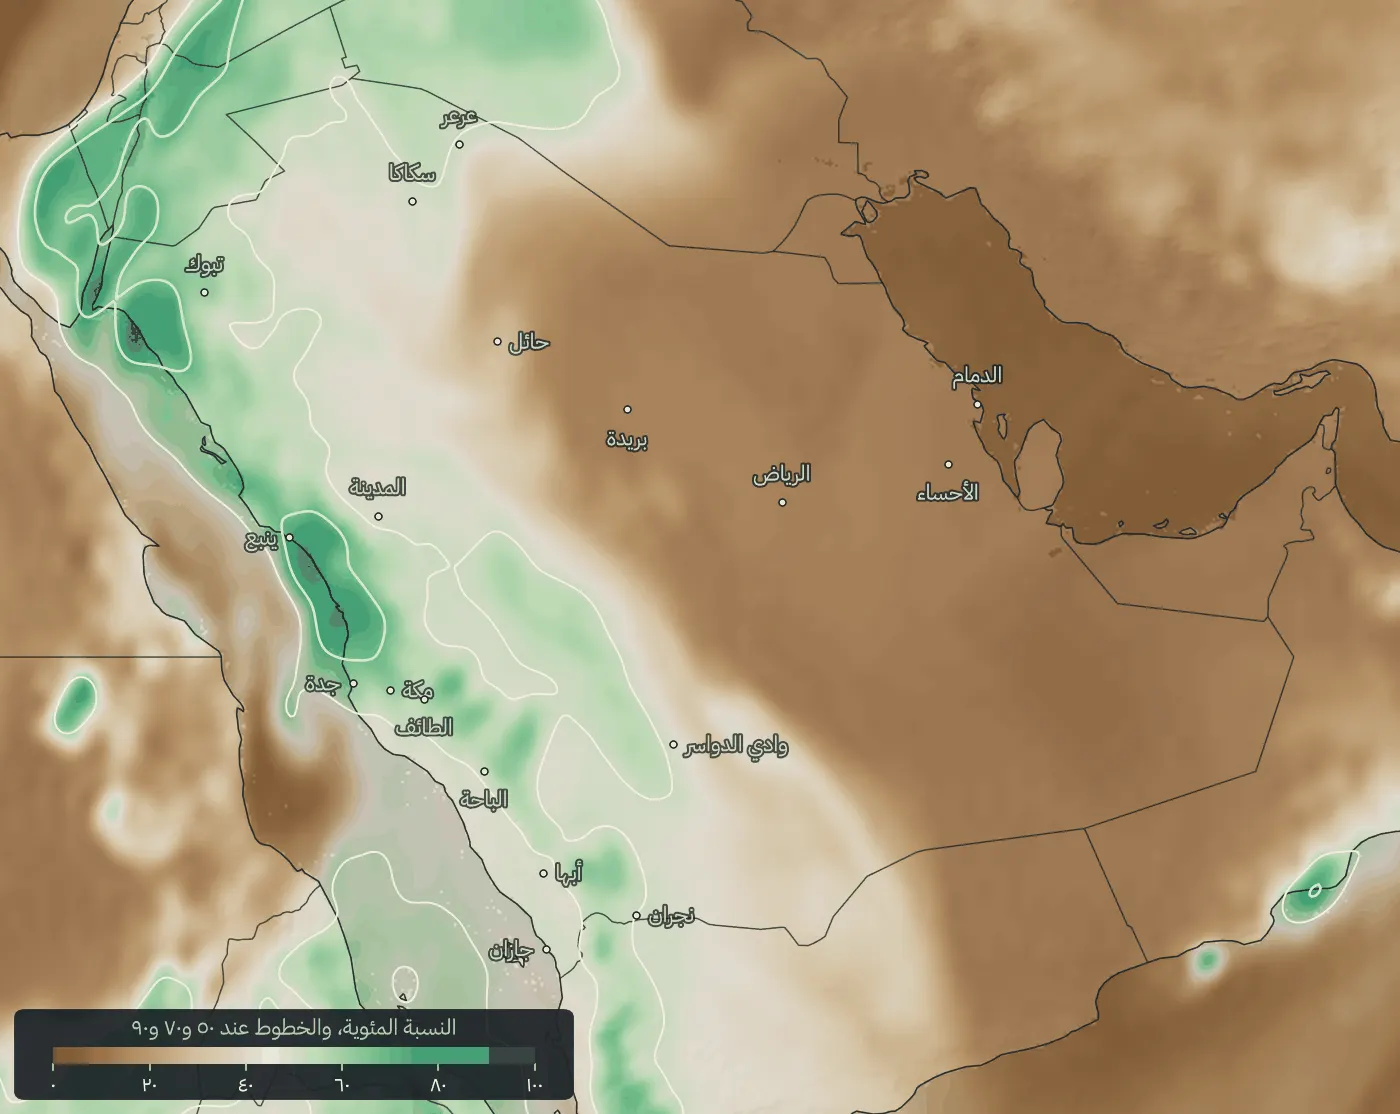 عرعر
سكاكا
تبوك
حائل
الدمام
بريدة
الرياض
الأحساء
المدينة
ينبع
جدة
مكة
الطائف
وادي الدواسر
الباحة
أبها
نجران
جازان
النسبة المئوية، والخطوط عند ٥٠ و٧٠ و٩٠
٠ ٢٠ ٤٠ ٦٠ ٨٠ ١٠٠